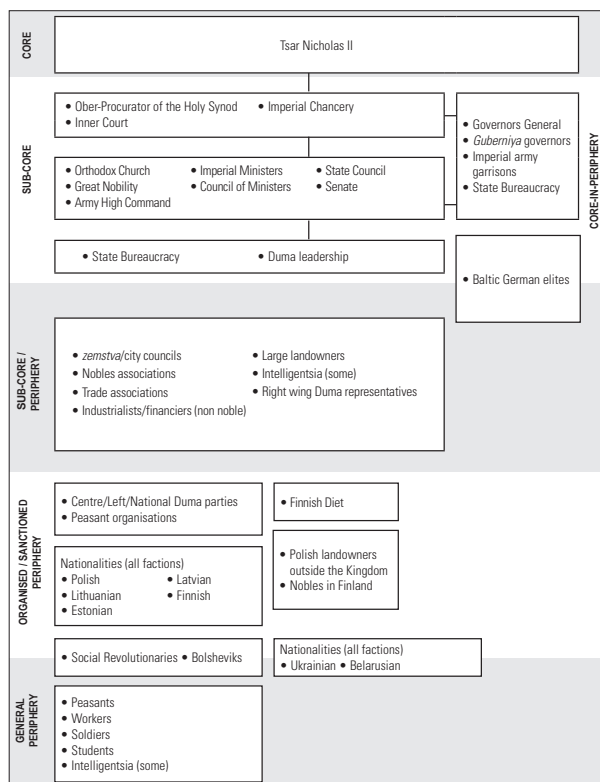 CORE
Tsar Nicholas II
SUB-CORE
• Ober-Procurator of the Holy Synod • Imperial Chancery
• Inner Court
• Orthodox Church • Imperial Ministers • State Council
• Great Nobility • Council of Ministers • Senate
• Army High Command
• State Bureaucracy • Duma leadership
CORE-IN-PERIPHERY
• Governors General
• Guberniya governors
• Imperial army
garrisons
• State Bureaucracy
• Baltic German elites
SUB-CORE /
PERIPHERY
• zemstva/city councils • Large landowners
• Nobles associations • Intelligentsia (some)
• Trade associations • Right wing Duma representatives
• Industrialists/financiers (non noble)
ORGANISED / SANCTIONED
PERIPHERY
• Centre/Left/National Duma parties
• Peasant organisations
• Finnish Diet
Nationalities (all factions)
• Polish • Latvian
• Lithuanian • Finnish
• Estonian
• Polish landowners
outside the Kingdom
• Nobles in Finland
• Social Revolutionaries • Bolsheviks
Nationalities (all factions)
• Ukrainian • Belarusian
GENERAL
PERIPHERY
• Peasants
• Workers
• Soldiers
• Students
• Intelligentsia (some)